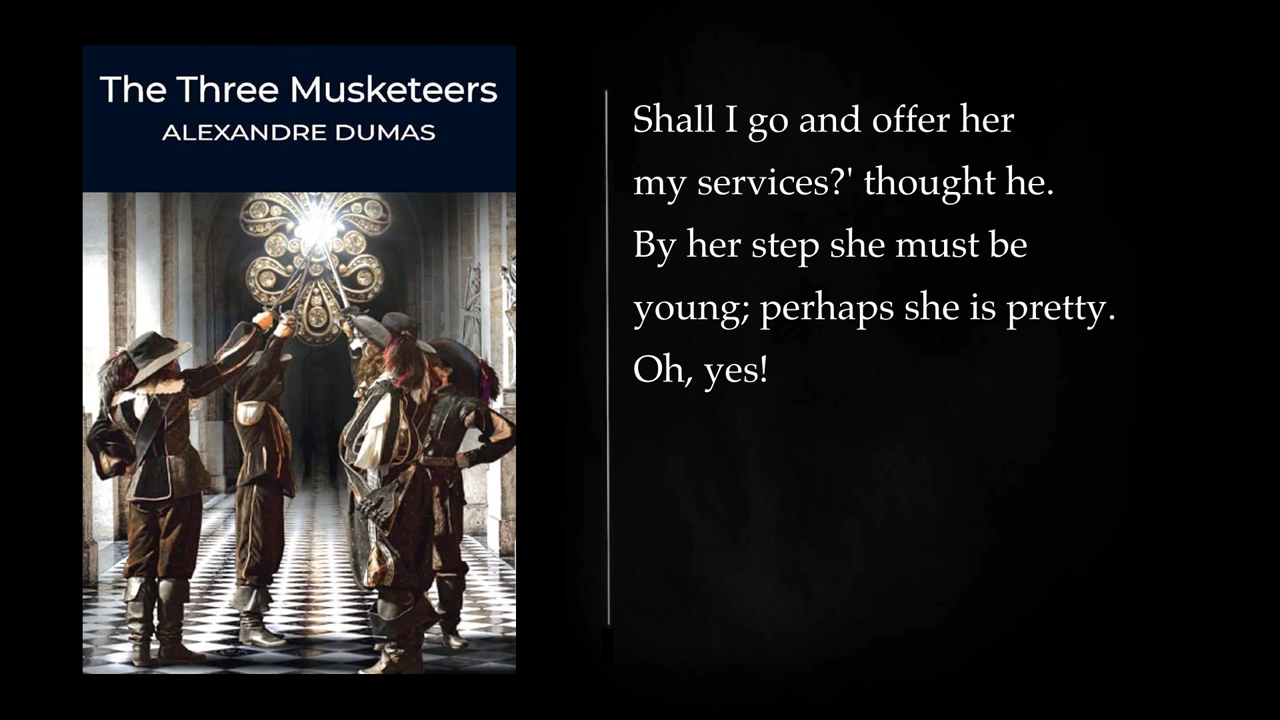 The Three Musketeers
ALEXANDRE DUMAS
Shall I go and offer her
my services?' thought he.
By her step she must be
young; perhaps she is pretty.
Oh, yes!